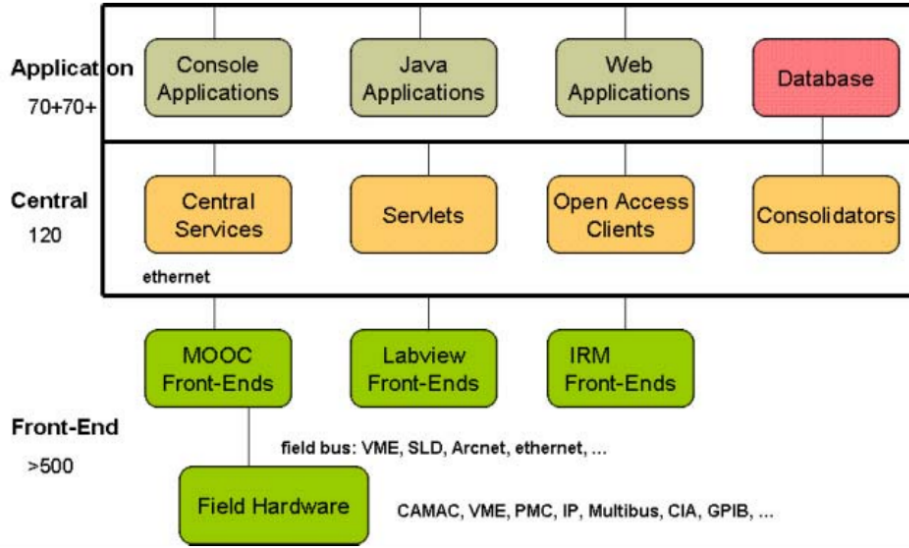 Application
70+70+
Console
Applications
Java
Applications
Web
Applications
Database
Central
120
Central
Services
Servlets
Open Access
Clients
Consolidators
ethernet
MOOC
Front-Ends
Labview
Front-Ends
IRM
Front-Ends
Front-End
>500
field bus: VME, SLD, Arcnet, ethernet, ...
Field Hardware
CAMAC, VME, PMC, IP, Multibus, CIA, GPIB, ...